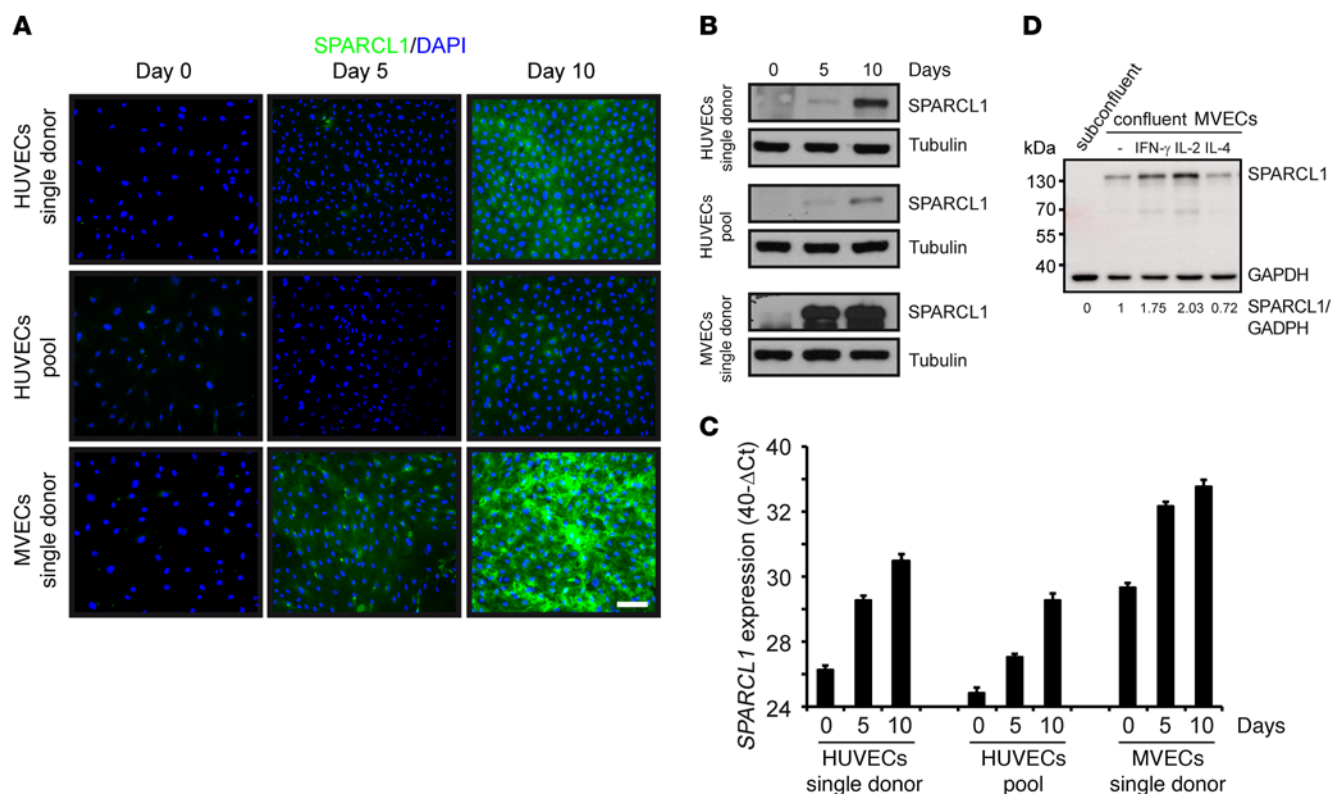 A
SPARCL1/DAPI
Day 0 Day 5 Day 10
HUVECs
single donor
HUVECs
pool
MVECs
single donor
B
0 5 10 Days
HUVECs
single donor
SPARCL1
Tubulin
HUVECs
pool
SPARCL1
Tubulin
MVECs
single donor
SPARCL1
Tubulin
D
subconfluent
confluent MVECs
kDa - IFN-γ IL-2 IL-4
130 SPARCL1
70
55
40 GAPDH
0 1 1.75 2.03 0.72 SPARCL1/
GADPH
C
SPARCL1 expression (40-ΔCt)
40
32
30
28
24
0 5 10 0 5 10 0 5 10 Days
HUVECs HUVECs MVECs
single donor pool single donor